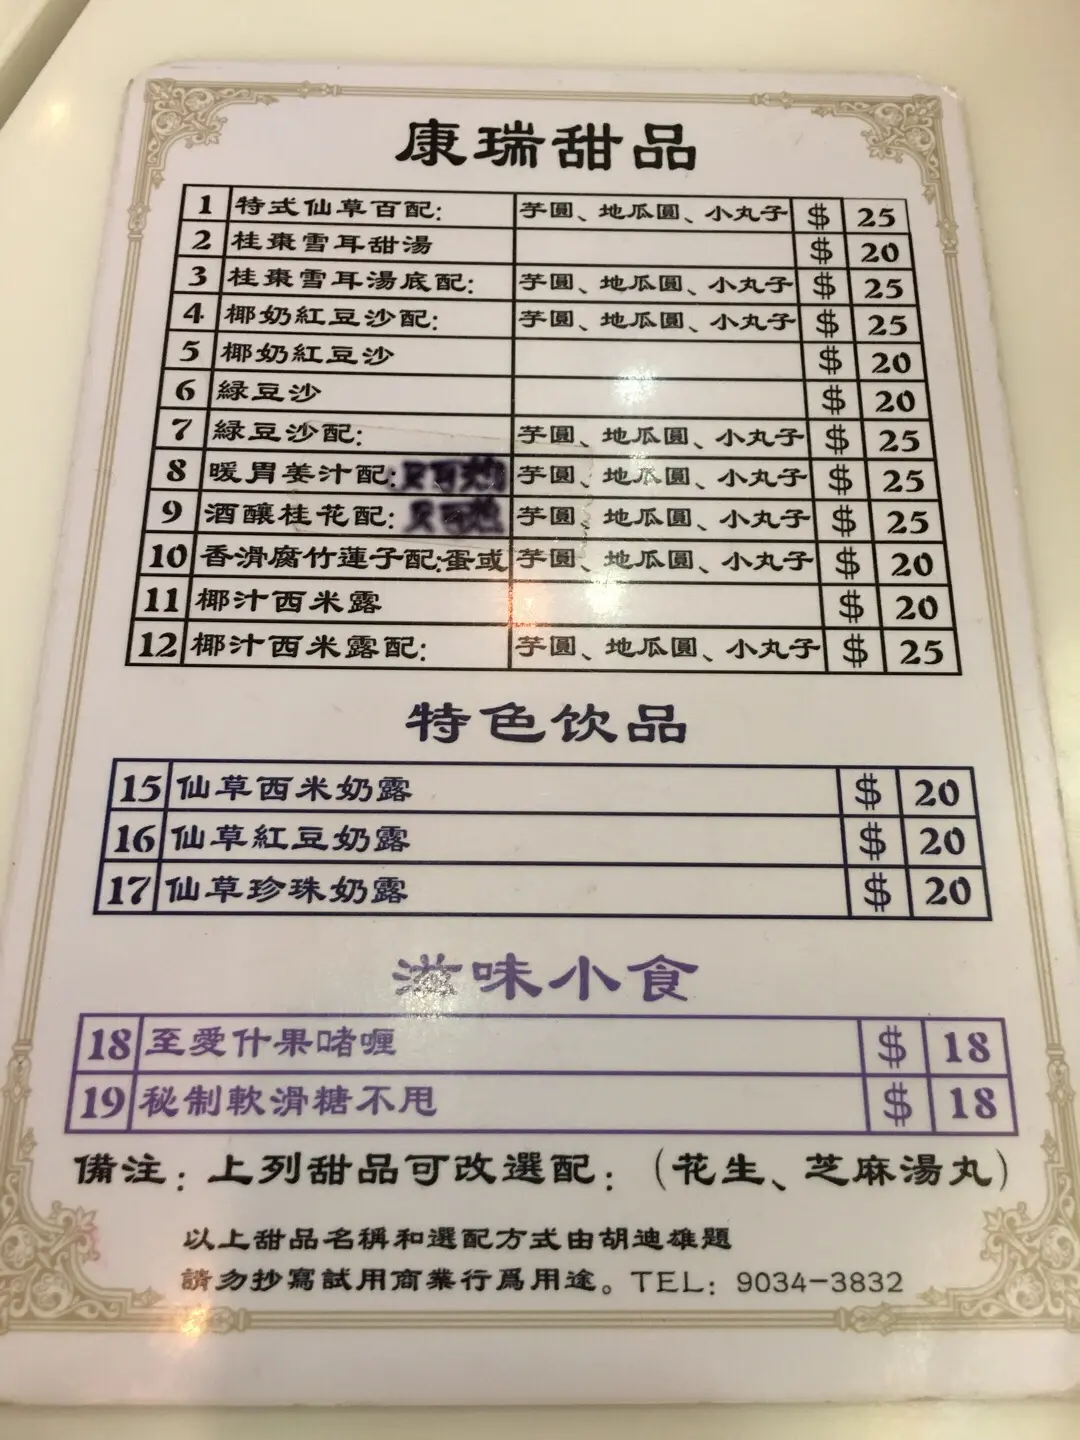 康瑞甜品
1 特式仙草百配: 芋圓、地瓜圓、小丸子 $ 25
2 桂棗雪耳甜湯 $ 20
3 桂棗雪耳湯底配: 芋圓、地瓜圓、小丸子 $ 25
4 椰奶紅豆沙配: 芋圓、地瓜圓、小丸子 $ 25
5 椰奶紅豆沙 $ 20
6 緑豆沙 $ 20
7 緑豆沙配: 芋圓、地瓜圓、小丸子 $ 25
8 暖胃姜汁配: 芋圓、地瓜圓、小丸子 $ 25
9 酒釀桂花配: 芋圓、地瓜圓、小丸子 $ 25
10 香滑腐竹蓮子配:蛋或 芋圓、地瓜圓、小丸子 $ 20
11 椰汁西米露 $ 20
12 椰汁西米露配: 芋圓、地瓜圓、小丸子 $ 25
特色饮品
15 仙草西米奶露 $ 20
16 仙草紅豆奶露 $ 20
17 仙草珍珠奶露 $ 20
滋味小食
18 至愛什果啫喱 $ 18
19 秘制軟滑糖不甩 $ 18
備注：上列甜品可改選配：（花生、芝麻湯丸）
以上甜品名稱和選配方式由胡迪雄題
請勿抄寫試用商業行爲用途。TEL: 9034-3832